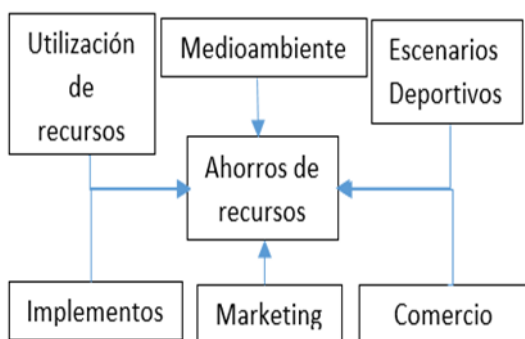 Utilización
de
recursos
Medioambiente
Escenarios
Deportivos
Ahorros de
recursos
Implementos
Marketing
Comercio